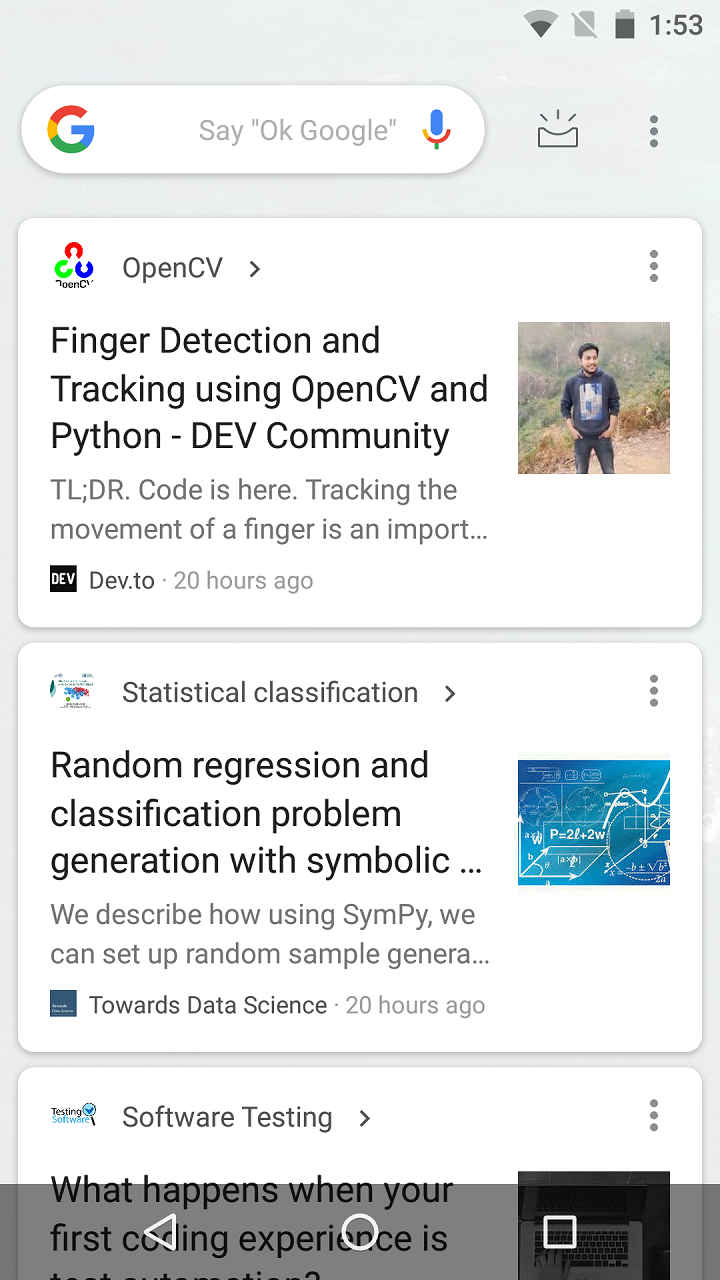 1:53
Say "Ok Google"
OpenCV
Finger Detection and
Tracking using OpenCV and
Python - DEV Community
TL;DR. Code is here. Tracking the
movement of a finger is an import...
DEV Dev.to · 20 hours ago
Statistical classification
Random regression and
classification problem
generation with symbolic ...
P=2ℓ+2w
We describe how using SymPy, we
can set up random sample genera...
Towards Data Science · 20 hours ago
Testing
Software
Software Testing
What happens when your
first coding experience is
test automation?